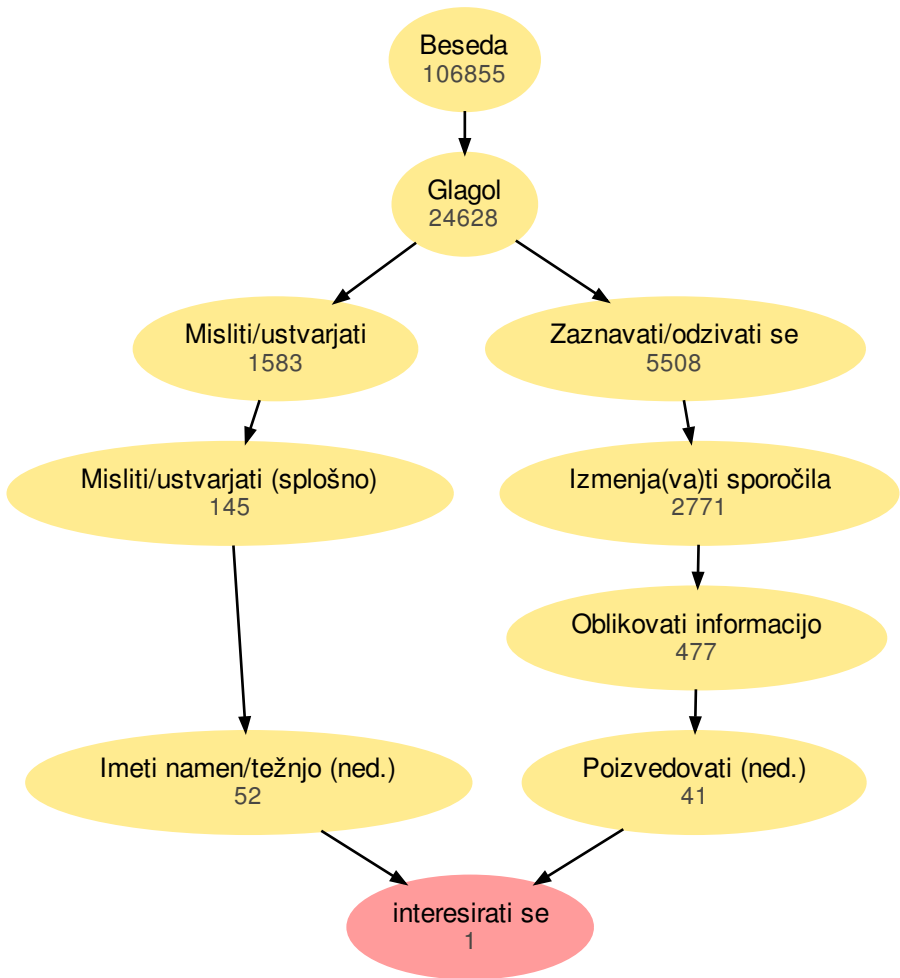 Beseda
106855
Glagol
24628
Misliti/ustvarjati
1583
Zaznavati/odzivati se
5508
Misliti/ustvarjati (splošno)
145
Izmenja(va)ti sporočila
2771
Oblikovati informacijo
477
Imeti namen/težnjo (ned.)
52
Poizvedovati (ned.)
41
interesirati se
1